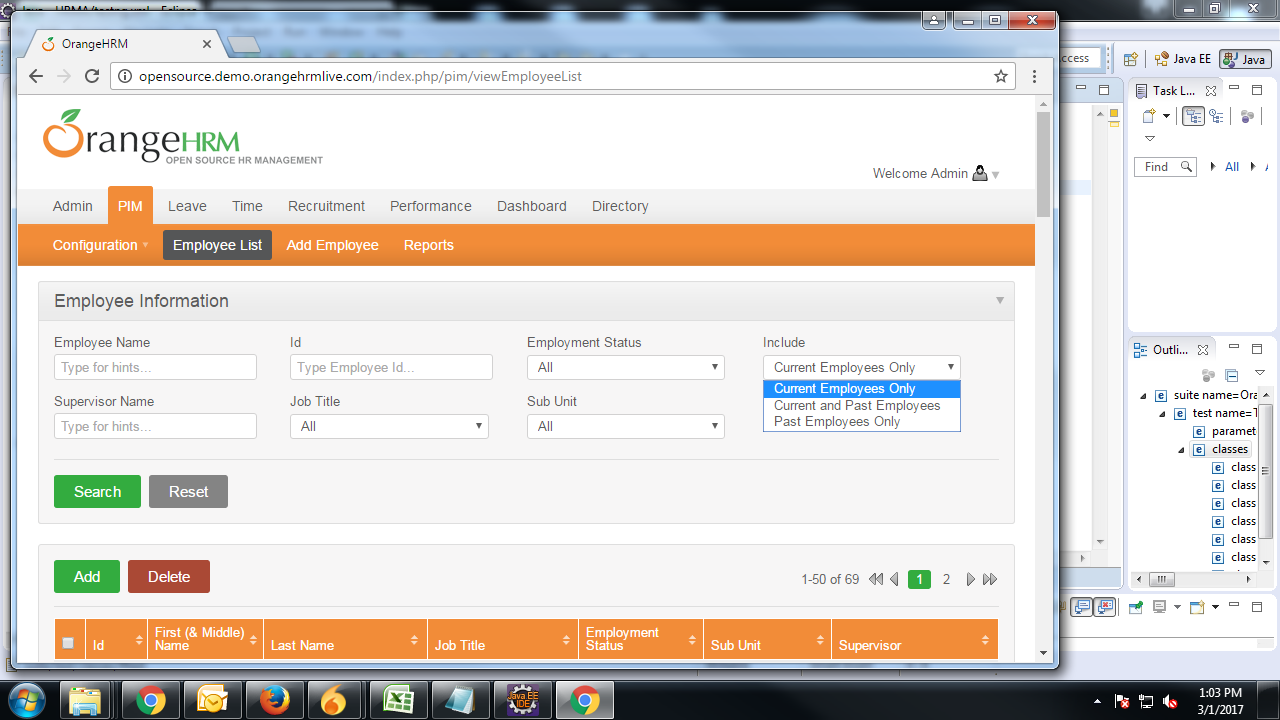 OrangeHRM
opensource.demo.orangehrmlive.com/index.php/pim/viewEmployeeList
OrangeHRM
OPEN SOURCE HR MANAGEMENT
Welcome Admin
Admin PIM Leave Time Recruitment Performance Dashboard Directory
Configuration Employee List Add Employee Reports
Employee Information
Employee Name Id Employment Status Include
Type for hints... Type Employee Id... All Current Employees Only
Current Employees Only
Current and Past Employees
Past Employees Only
Supervisor Name Job Title Sub Unit
Type for hints... All All
Search Reset
Add Delete 1-50 of 69 1 2
Id First (& Middle) Name Last Name Job Title Employment Status Sub Unit Supervisor
ccess Java EE Java
Task L...
Find All
Outli...
suite name=Ora
test name=T
paramet
classes
class
class
class
class
class
class
Java EE
IDE
1:03 PM
3/1/2017